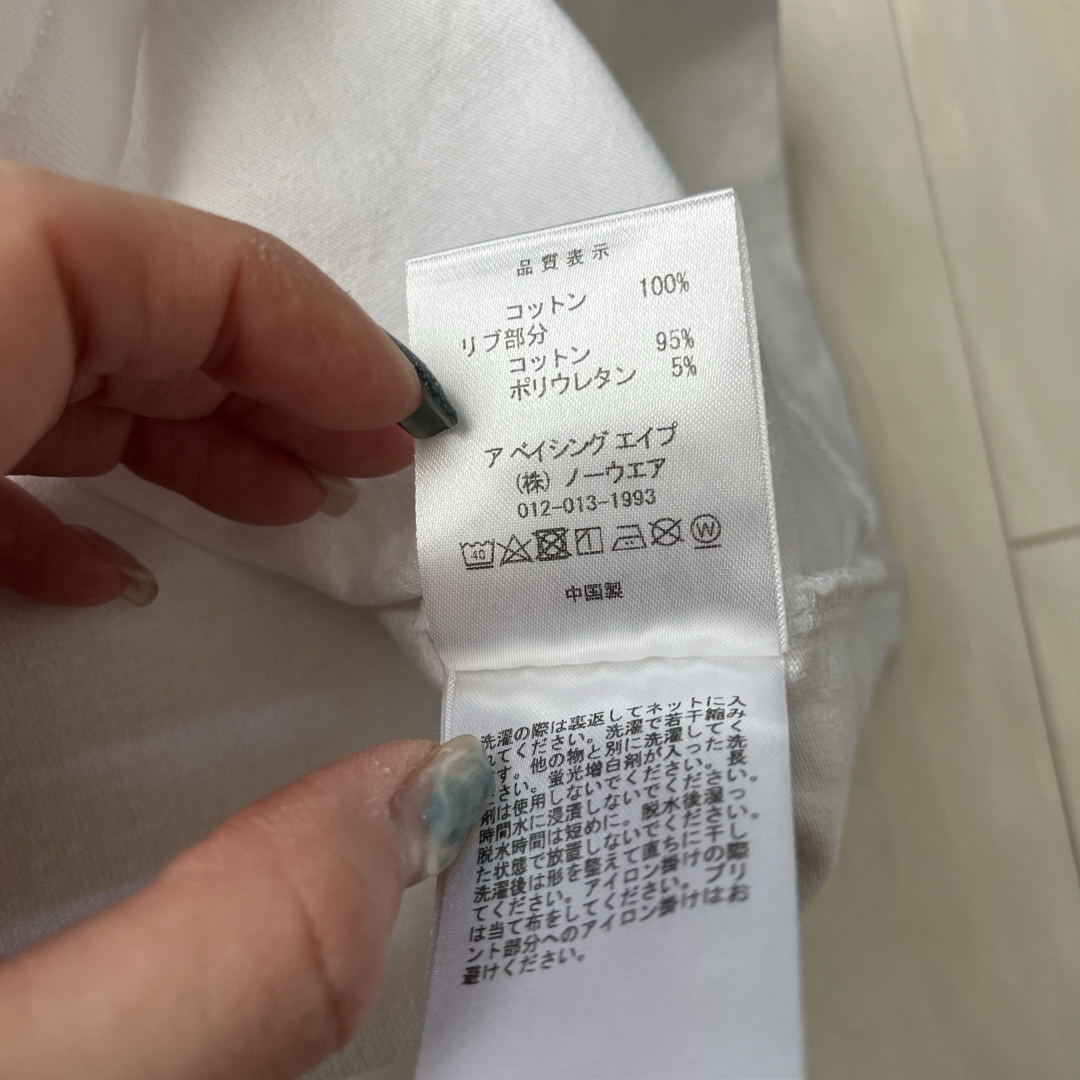 品質表示
コットン 100%
リブ部分
コットン 95%
ポリウレタン 5%
ア ベイシング エイプ
(株) ノーウエア
012-013-1993
40
W
中国製
洗濯の際は裏返してネットに入
れてください。洗濯で若干縮み
す。他の物と別に洗濯してく
さい。蛍光増白剤が入った洗
剤は使用しないでください。長
時間水に浸漬しないでください。
脱水時間は短めに。脱水後湿っ
た状態で放置しないでください。
洗濯後は形を整えて直ちに干し
てください。アイロン掛けの際
は当て布をしてください。プリ
ント部分へのアイロン掛けはお
避けください。